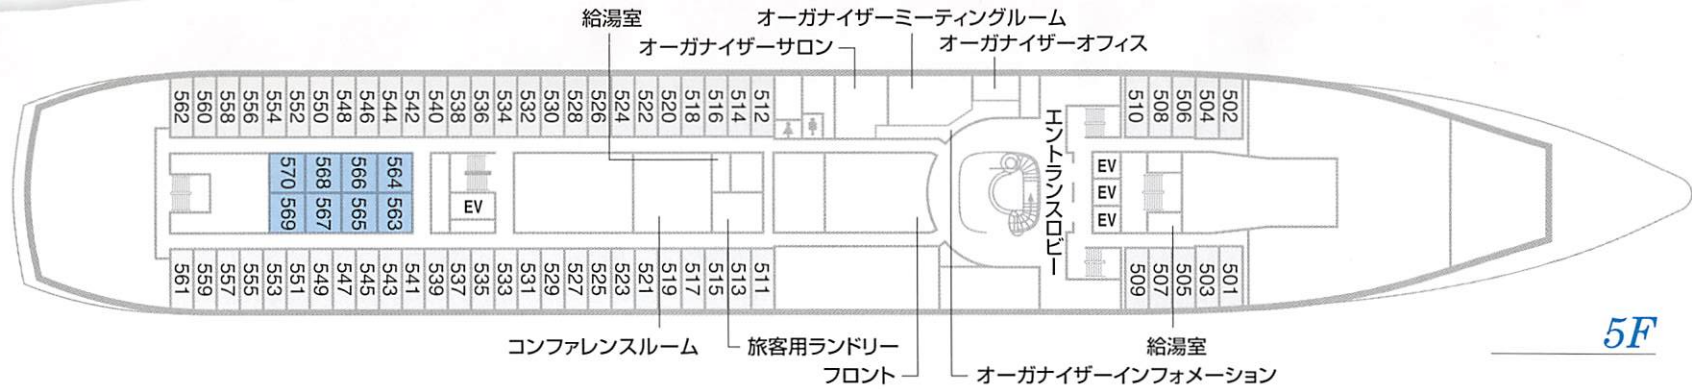 給湯室
オーガナイザーミーティングルーム
オーガナイザーサロン
オーガナイザーオフィス
562 560 558 556 554 552 550 548 546 544 542 540 538 536 534 532 530 528 526 524 522 520 518 516 514 512
510 508 506 504 502
エントランスロビー
570 568 566 564
569 567 565 563
EV
EV
EV
EV
561 559 557 555 553 551 549 547 545 543 541 539 537 535 533 531 529 527 525 523 521 519 517 515 513 511
509 507 505 503 501
コンファレンスルーム
旅客用ランドリー
給湯室
フロント
オーガナイザーインフォメーション
5F